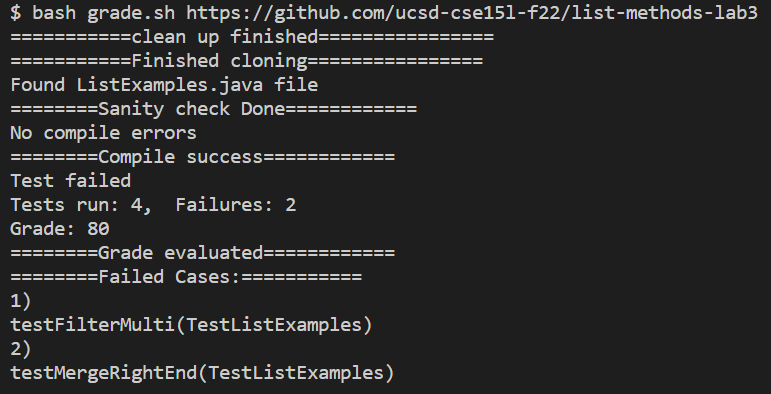 $ bash grade.sh https://github.com/ucsd-cse15l-f22/list-methods-lab3
===========clean up finished================
===========Finished cloning================
Found ListExamples.java file
========Sanity check Done============
No compile errors
========Compile success============
Test failed
Tests run: 4,  Failures: 2
Grade: 80
========Grade evaluated============
========Failed Cases:===========
1)
testFilterMulti(TestListExamples)
2)
testMergeRightEnd(TestListExamples)